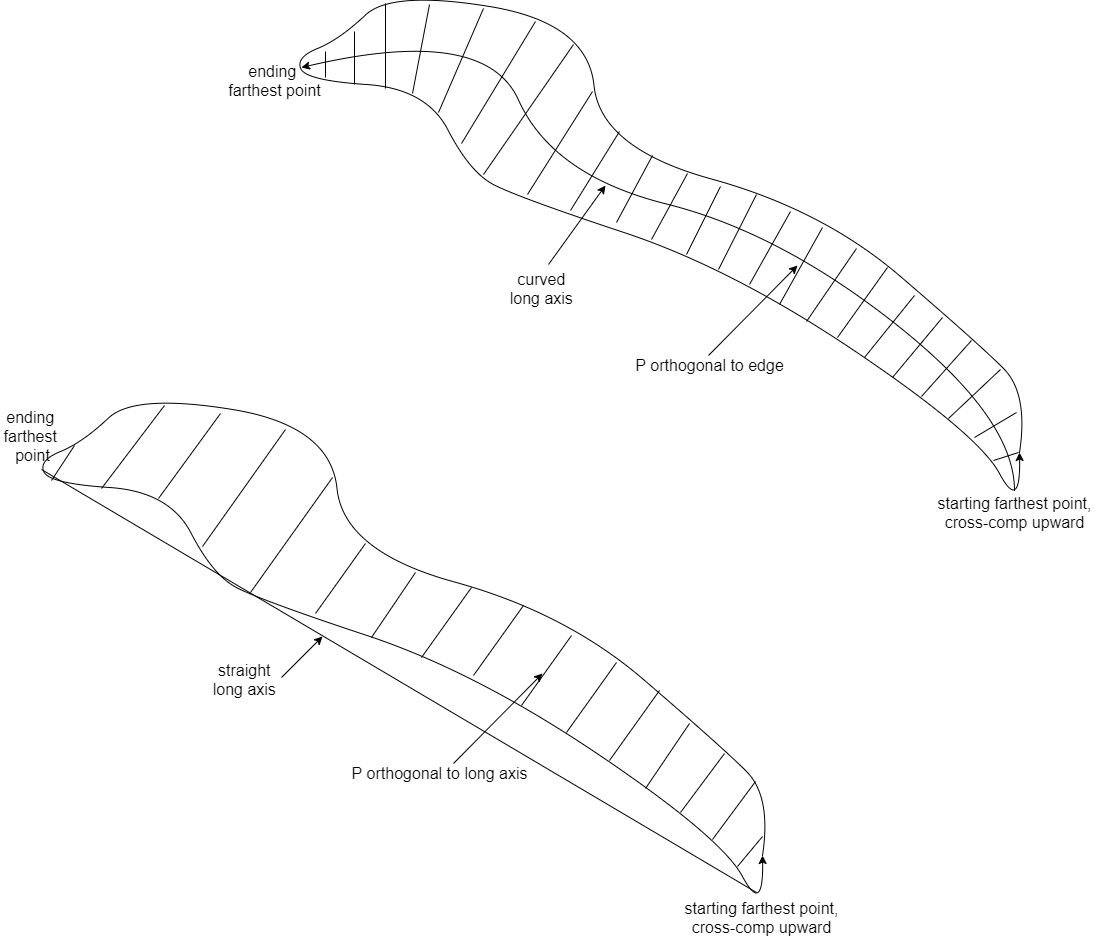 ending
farthest point
curved
long axis
P orthogonal to edge
starting farthest point,
cross-comp upward
ending
farthest
point
straight
long axis
P orthogonal to long axis
starting farthest point,
cross-comp upward